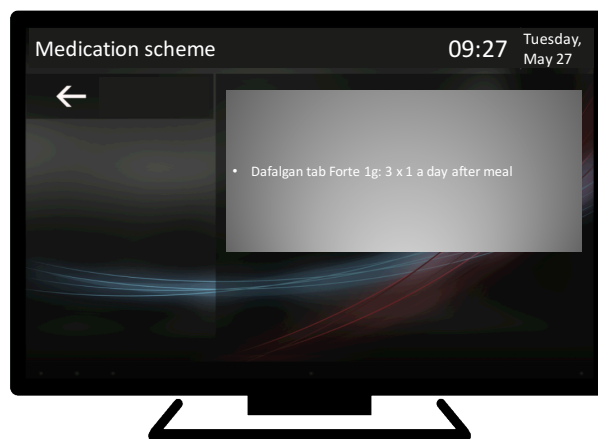 Medication scheme
09:27
Tuesday,
May 27
• Dafalgan tab Forte 1g: 3 x 1 a day after meal